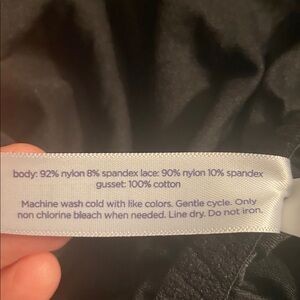 body: 92% nylon 8% spandex lace: 90% nylon 10% spandex
gusset: 100% cotton
Machine wash cold with like colors. Gentle cycle. Only
non chlorine bleach when needed. Line dry. Do not iron.